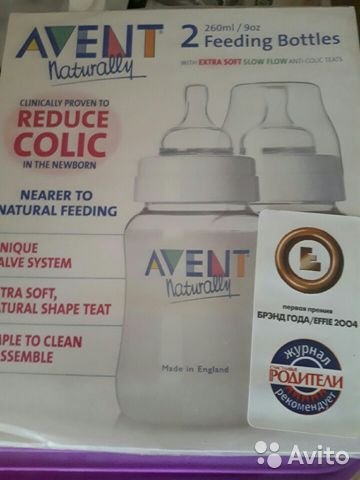 AVENT
Naturally
2 260ml / 9oz
Feeding Bottles
WITH EXTRA SOFT SLOW FLOW ANTI-COLIC TEATS
CLINICALLY PROVEN TO
REDUCE
COLIC
IN THE NEWBORN
NEARER TO
NATURAL FEEDING
NIQUE
ALVE SYSTEM
TRA SOFT,
ATURAL SHAPE TEAT
PLE TO CLEAN
SSEMBLE
AVENT
Naturally
Made in England
E
первая премия
БРЭНД ГОДА/EFFIE 2004
журнал
СЧАСТЛИВЫЕ
РОДИТЕЛИ
рекомендует
Avito